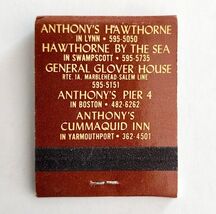 ANTHONY'S HAWTHORNE
IN LYNN • 595-5050
HAWTHORNE BY THE SEA
IN SWAMPSCOTT • 595-5735
GENERAL GLOVER HOUSE
RTE. IA. MARBLEHEAD-SALEM LINE
595-5151
ANTHONY'S PIER 4
IN BOSTON • 482-6262
ANTHONY'S
CUMMAQUID INN
IN YARMOUTHPORT • 362-4501